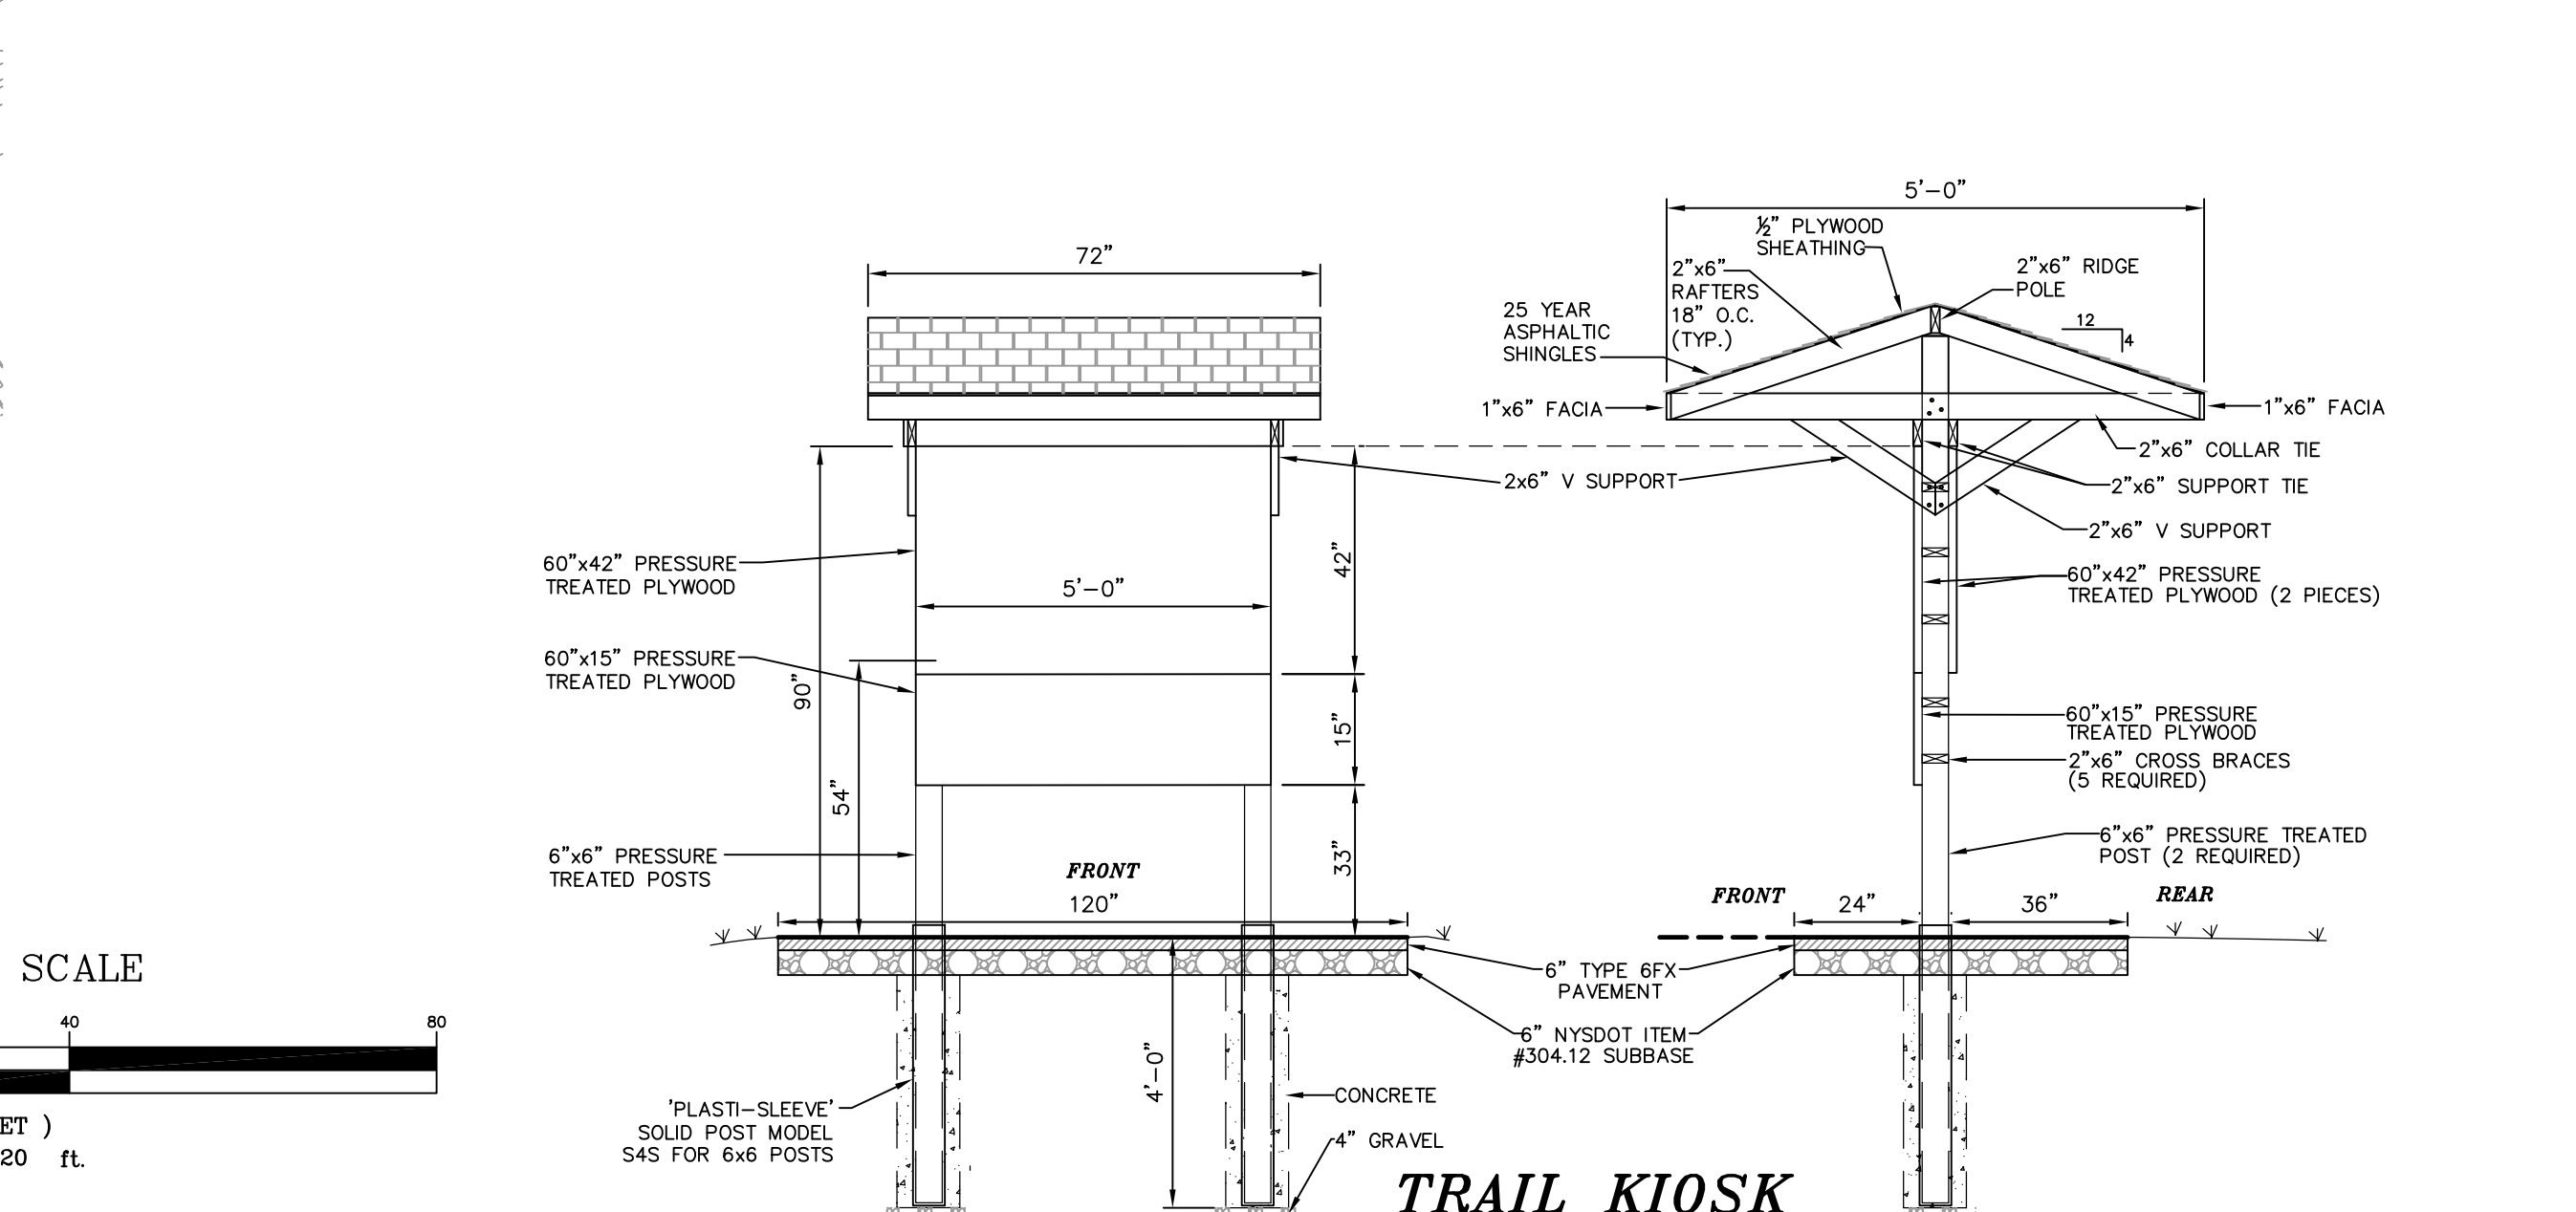 5'-0"
½" PLYWOOD
SHEATHING
72"
2"x6"
RAFTERS
18" O.C.
(TYP.)
2"x6" RIDGE
POLE
25 YEAR
ASPHALTIC
SHINGLES
12
4
1"x6" FACIA
1"x6" FACIA
2"x6" COLLAR TIE
2x6" V SUPPORT
2"x6" SUPPORT TIE
2"x6" V SUPPORT
60"x42" PRESSURE
TREATED PLYWOOD
5'-0"
42"
60"x42" PRESSURE
TREATED PLYWOOD (2 PIECES)
60"x15" PRESSURE
TREATED PLYWOOD
90"
54"
15"
60"x15" PRESSURE
TREATED PLYWOOD
2"x6" CROSS BRACES
(5 REQUIRED)
6"x6" PRESSURE
TREATED POSTS
33"
6"x6" PRESSURE TREATED
POST (2 REQUIRED)
FRONT
120"
FRONT
24"
36"
REAR
SCALE
40
80
ET )
20 ft.
6" TYPE 6FX
PAVEMENT
6" NYSDOT ITEM
#304.12 SUBBASE
4'-0"
'PLASTI-SLEEVE'
SOLID POST MODEL
S4S FOR 6x6 POSTS
CONCRETE
4" GRAVEL
TRAIL KIOSK